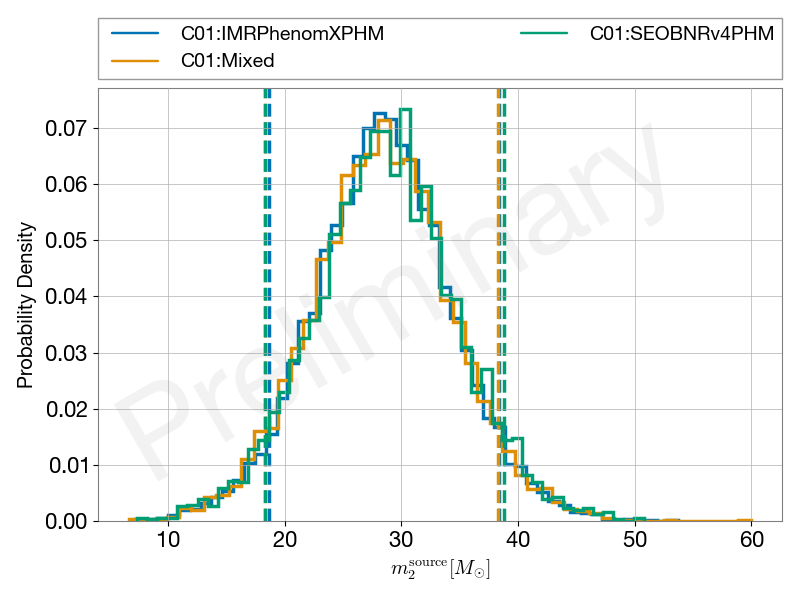 C01:IMRPhenomXPHM
C01:SEOBNRv4PHM
C01:Mixed
Probability Density
0.07
0.06
0.05
0.04
0.03
0.02
0.01
0.00
Preliminary
10 20 30 40 50 60
m₂^source [M⊙]